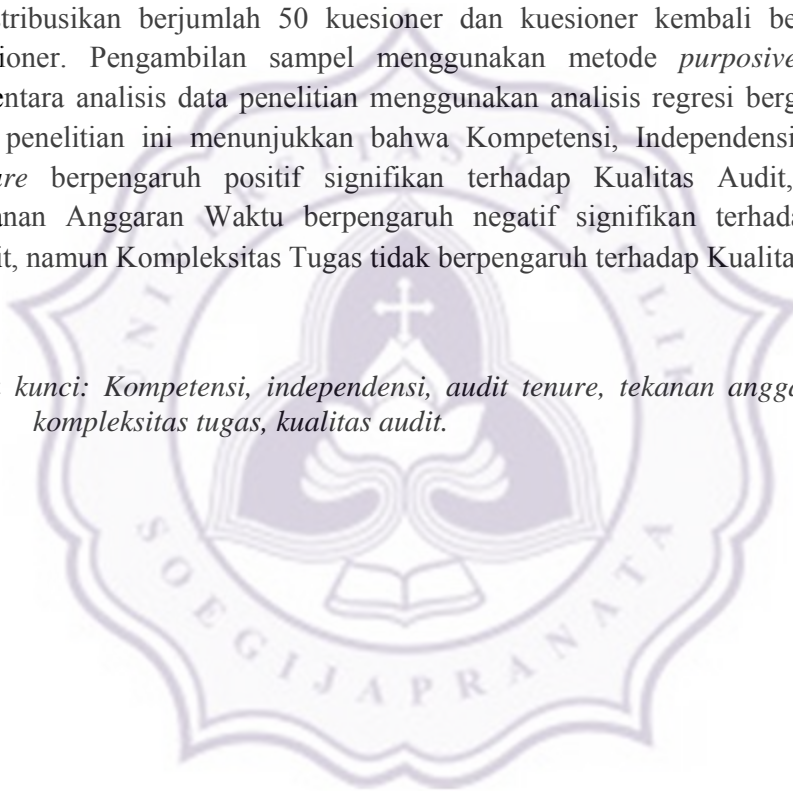 tribusikan berjumlah 50 kuesioner dan kuesioner kembali be
ioner. Pengambilan sampel menggunakan metode purposive
entara analisis data penelitian menggunakan analisis regresi berg
penelitian ini menunjukkan bahwa Kompetensi, Independensi
re berpengaruh positif signifikan terhadap Kualitas Audit,
anan Anggaran Waktu berpengaruh negatif signifikan terhada
it, namun Kompleksitas Tugas tidak berpengaruh terhadap Kualita
kunci: Kompetensi, independensi, audit tenure, tekanan angga
kompleksitas tugas, kualitas audit.
UNIVERSITAS KATOLIK
SOEGIJAPRANATA